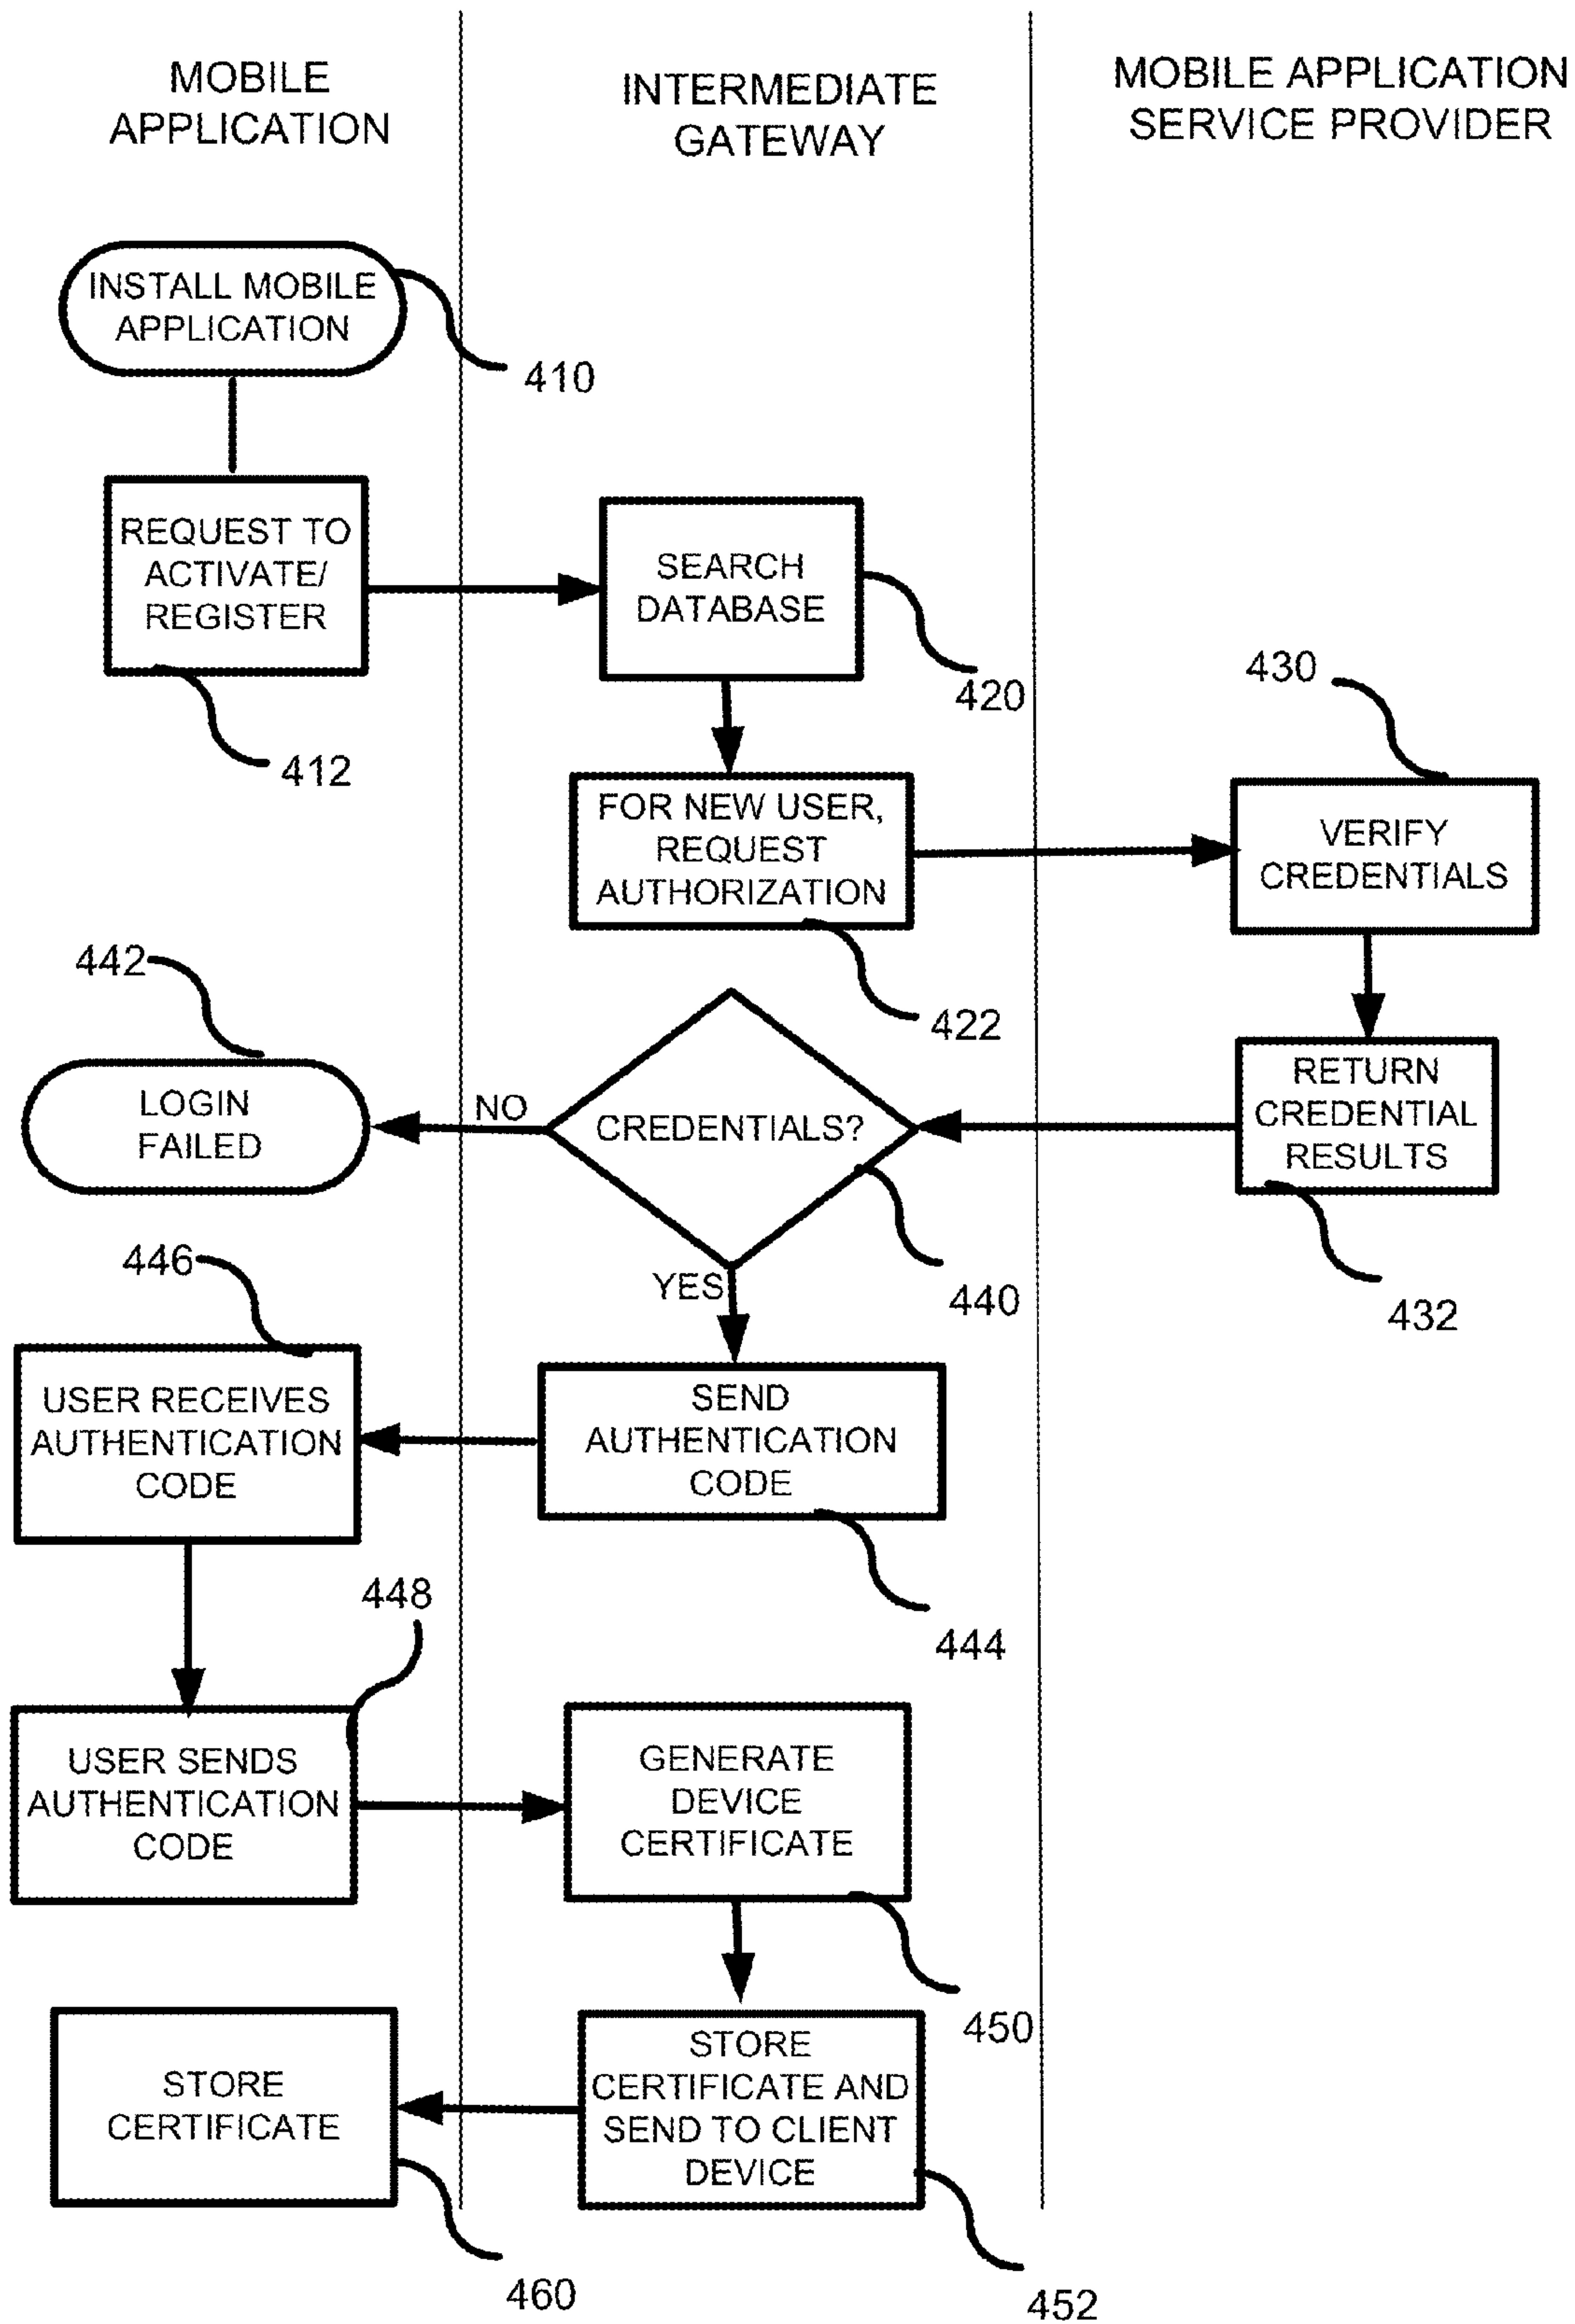 MOBILE
APPLICATION
INTERMEDIATE
GATEWAY
MOBILE APPLICATION
SERVICE PROVIDER
INSTALL MOBILE
APPLICATION
410
REQUEST TO
ACTIVATE/
REGISTER
412
SEARCH
DATABASE
420
FOR NEW USER,
REQUEST
AUTHORIZATION
422
430
VERIFY
CREDENTIALS
RETURN
CREDENTIAL
RESULTS
432
CREDENTIALS?
440
NO
442
LOGIN
FAILED
YES
SEND
AUTHENTICATION
CODE
444
446
USER RECEIVES
AUTHENTICATION
CODE
448
USER SENDS
AUTHENTICATION
CODE
GENERATE
DEVICE
CERTIFICATE
450
STORE
CERTIFICATE AND
SEND TO CLIENT
DEVICE
452
STORE
CERTIFICATE
460